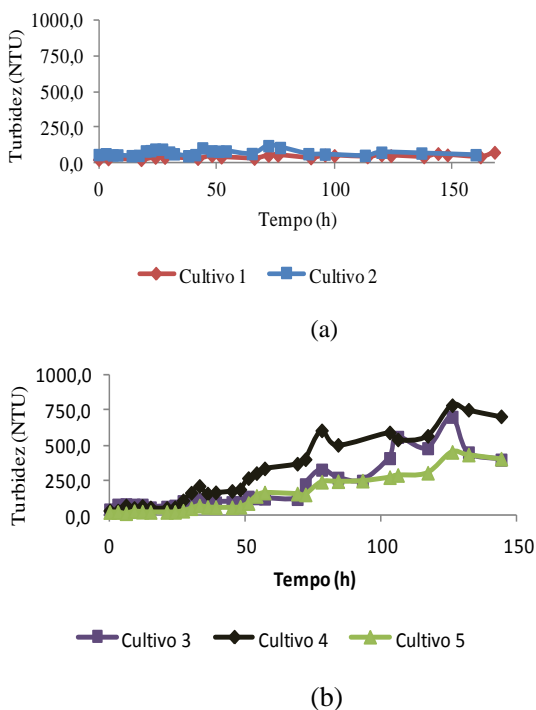 1000,0
750,0
500,0
250,0
0,0
Turbidez (NTU)
0 50 100 150
Tempo (h)
Cultivo 1 Cultivo 2
(a)
1000,0
750,0
500,0
250,0
0,0
Turbidez (NTU)
0 50 100 150
Tempo (h)
Cultivo 3 Cultivo 4 Cultivo 5
(b)